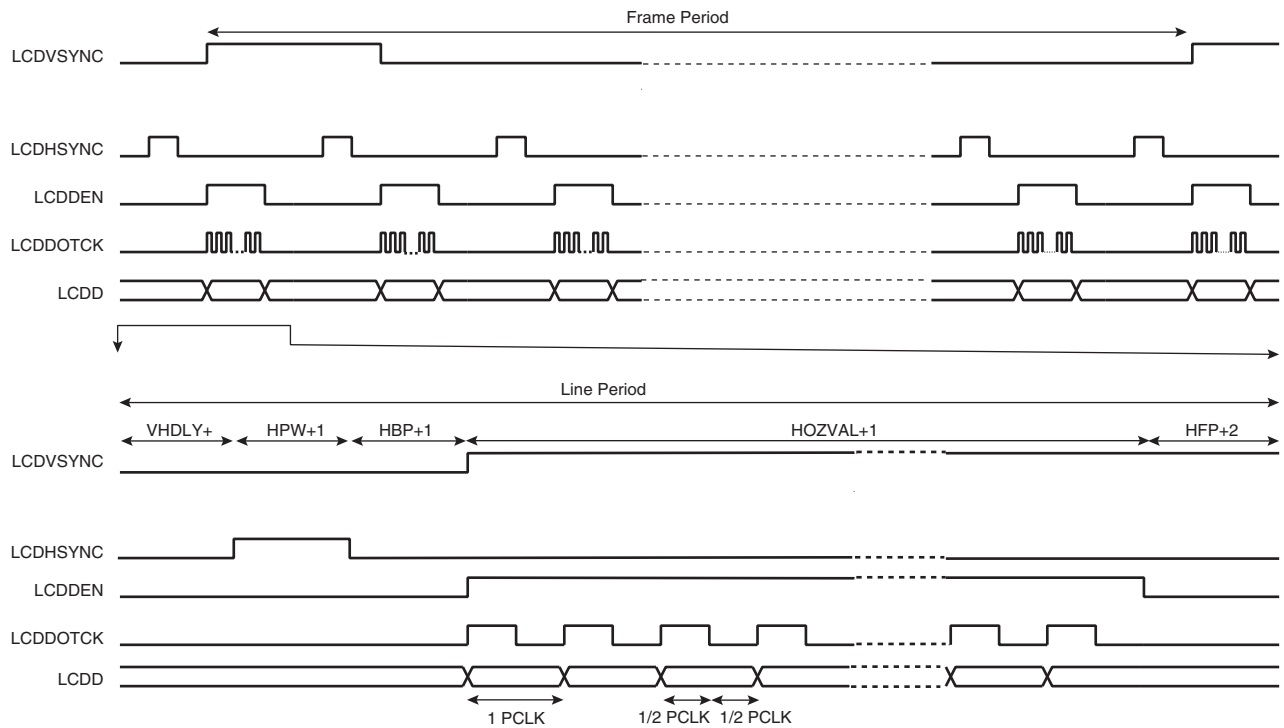 Frame Period
LCDVSYNC
LCDHSYNC
LCDDEN
LCDDOTCK
LCDD
Line Period
VHDLY+ HPW+1 HBP+1 HOZVAL+1 HFP+2
LCDVSYNC
LCDHSYNC
LCDDEN
LCDDOTCK
LCDD
1 PCLK 1/2 PCLK 1/2 PCLK